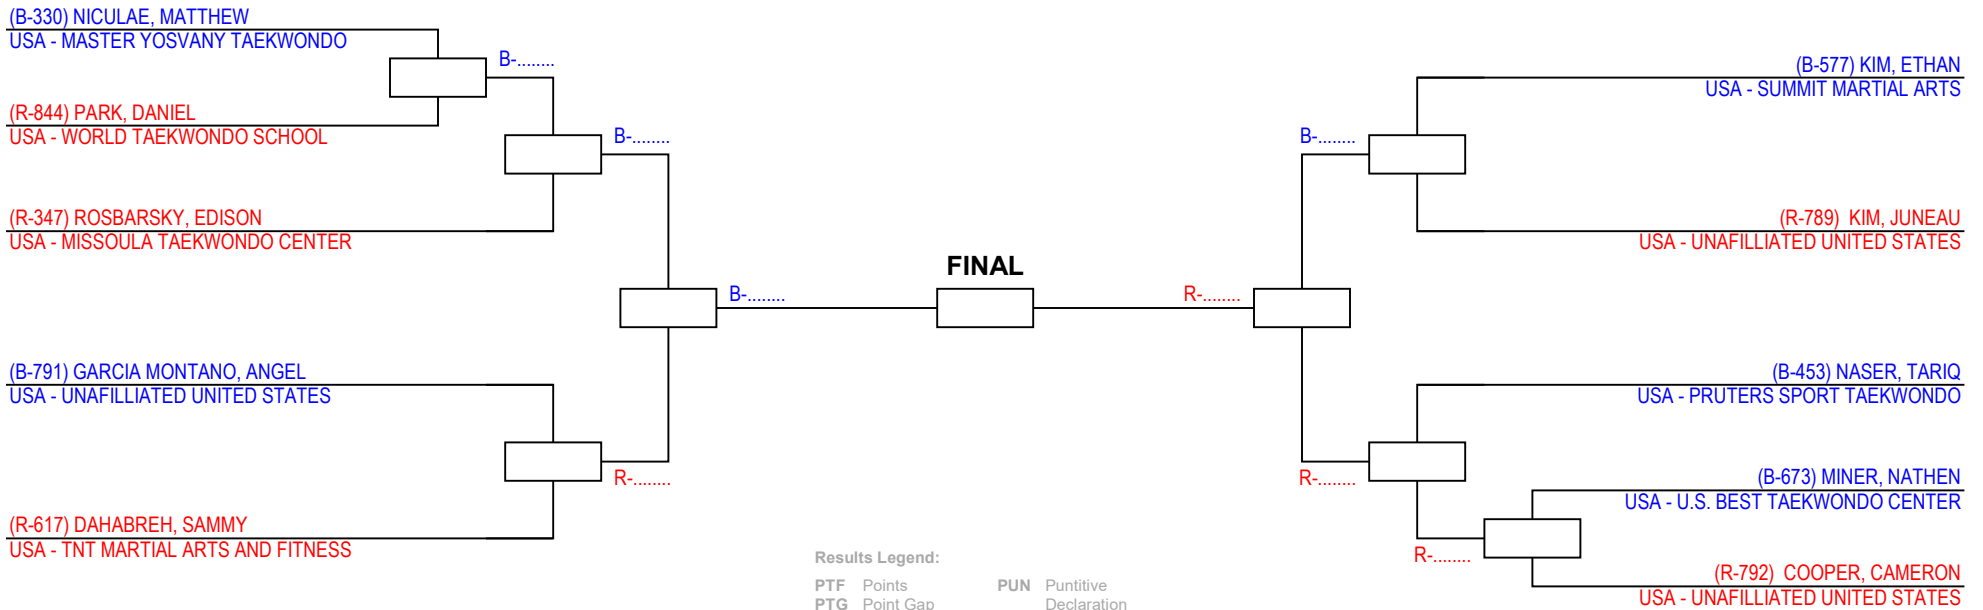 (B-330) NICULAE, MATTHEW
USA - MASTER YOSVANY TAEKWONDO
B-........
(R-844) PARK, DANIEL
USA - WORLD TAEKWONDO SCHOOL
B-........
(R-347) ROSBARSKY, EDISON
USA - MISSOULA TAEKWONDO CENTER
B-........
(B-791) GARCIA MONTANO, ANGEL
USA - UNAFILLIATED UNITED STATES
R-........
(R-617) DAHABREH, SAMMY
USA - TNT MARTIAL ARTS AND FITNESS
FINAL
(B-577) KIM, ETHAN
USA - SUMMIT MARTIAL ARTS
B-........
(R-789) KIM, JUNEAU
USA - UNAFILLIATED UNITED STATES
R-........
(B-453) NASER, TARIQ
USA - PRUTERS SPORT TAEKWONDO
R-........
(B-673) MINER, NATHEN
USA - U.S. BEST TAEKWONDO CENTER
R-........
(R-792) COOPER, CAMERON
USA - UNAFILLIATED UNITED STATES
Results Legend:
PTF Points PUN Puntitive
PTG Point Gap Declaration